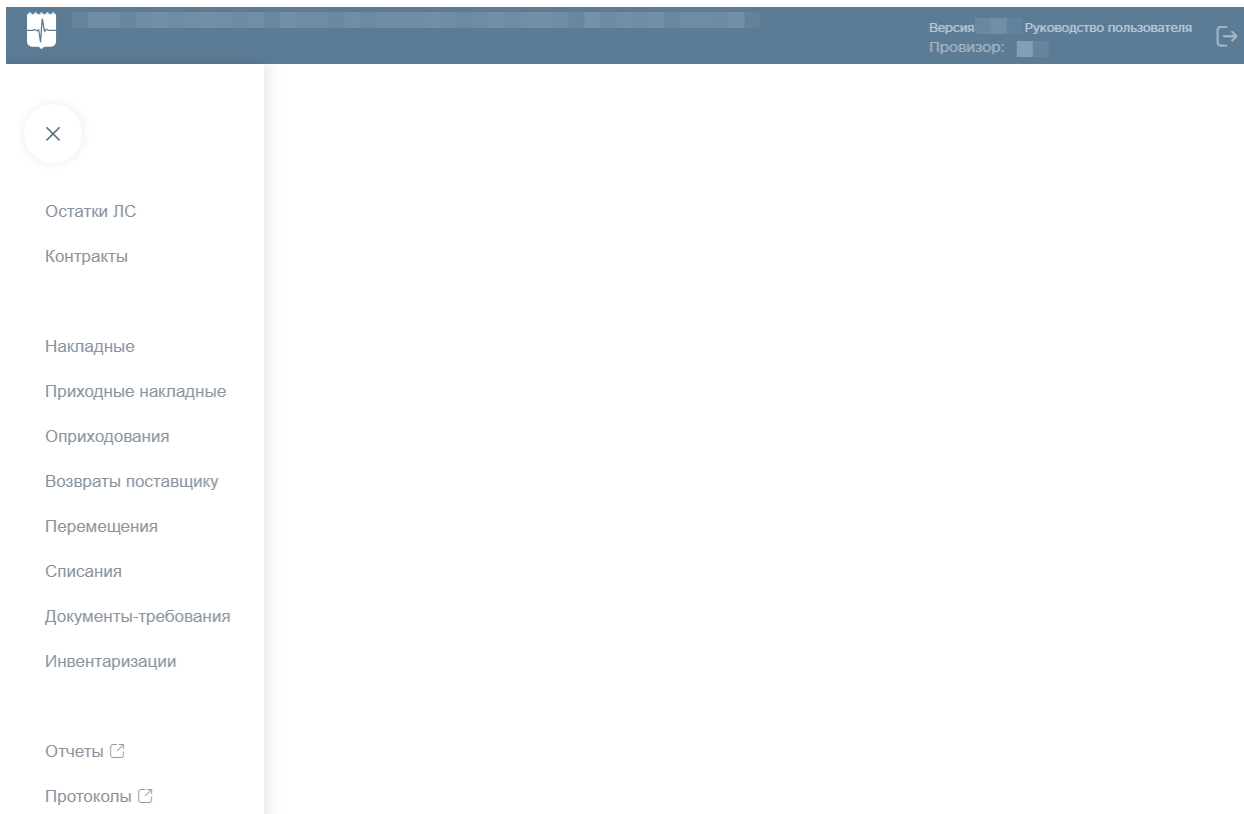 Версия Руководство пользователя
Провизор:
Остатки ЛС
Контракты
Накладные
Приходные накладные
Оприходования
Возвраты поставщику
Перемещения
Списания
Документы-требования
Инвентаризации
Отчеты
Протоколы